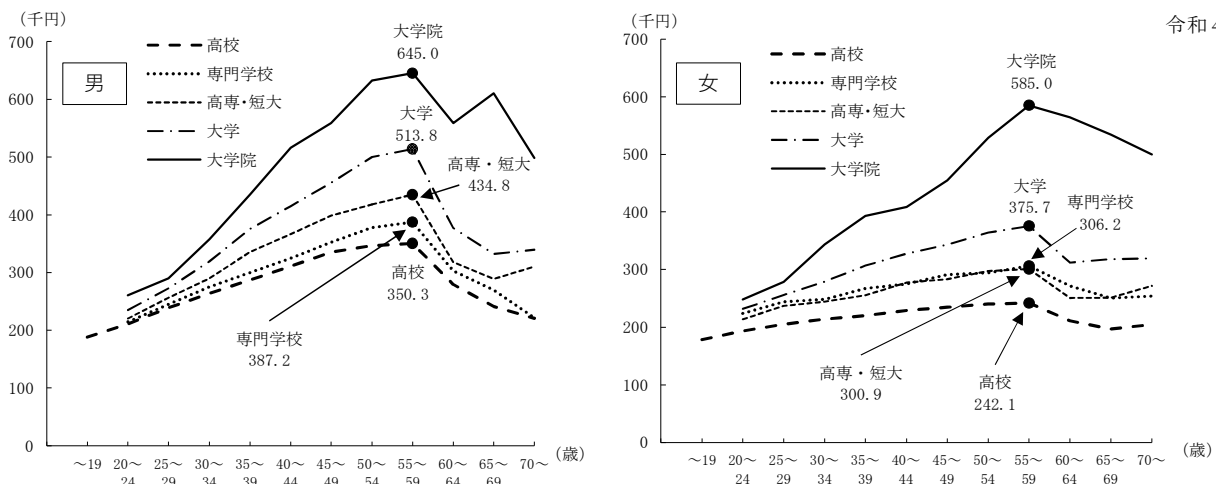 (千円)
700
600
500
400
300
200
100
0
男
高校
専門学校
高専・短大
大学
大学院
大学院
645.0
大学
513.8
高専・短大
434.8
高校
350.3
専門学校
387.2
～19 20～ 25～ 30～ 35～ 40～ 45～ 50～ 55～ 60～ 65～ 70～ (歳)
24 29 34 39 44 49 54 59 64 69
(千円)
令和4
700
600
500
400
300
200
100
0
女
高校
専門学校
高専・短大
大学
大学院
大学院
585.0
大学
375.7
専門学校
306.2
高専・短大
300.9
高校
242.1
～19 20～ 25～ 30～ 35～ 40～ 45～ 50～ 55～ 60～ 65～ 70～ (歳)
24 29 34 39 44 49 54 59 64 69